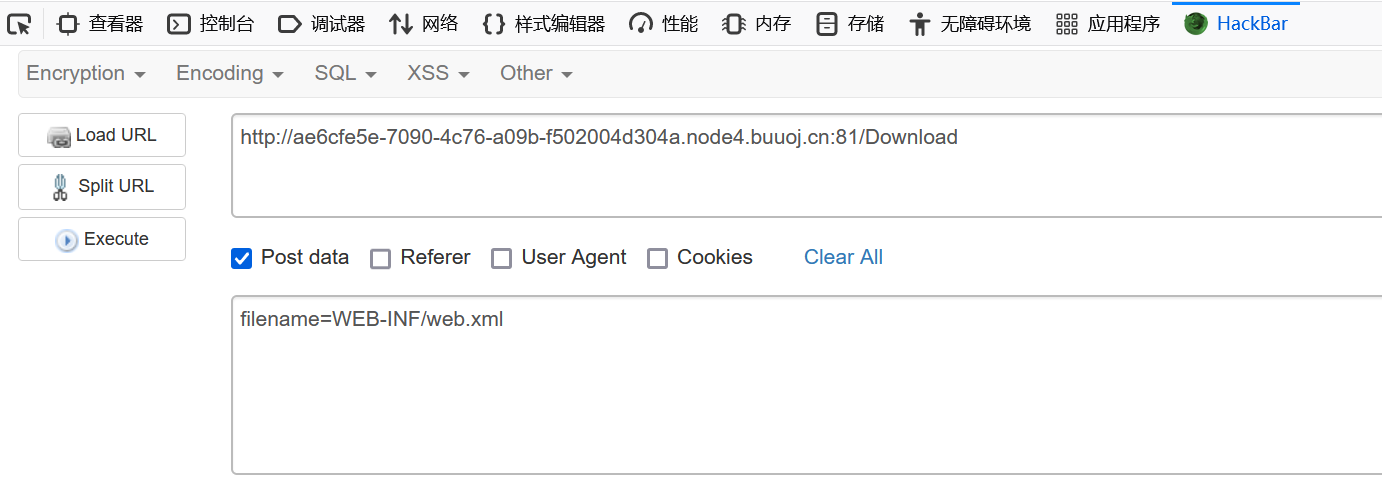 查看器 控制台 调试器 网络 样式编辑器 性能 内存 存储 无障碍环境 应用程序 HackBar
Encryption Encoding SQL XSS Other
Load URL
http://ae6cfe5e-7090-4c76-a09b-f502004d304a.node4.buuoj.cn:81/Download
Split URL
Execute
Post data Referer User Agent Cookies Clear All
filename=WEB-INF/web.xml